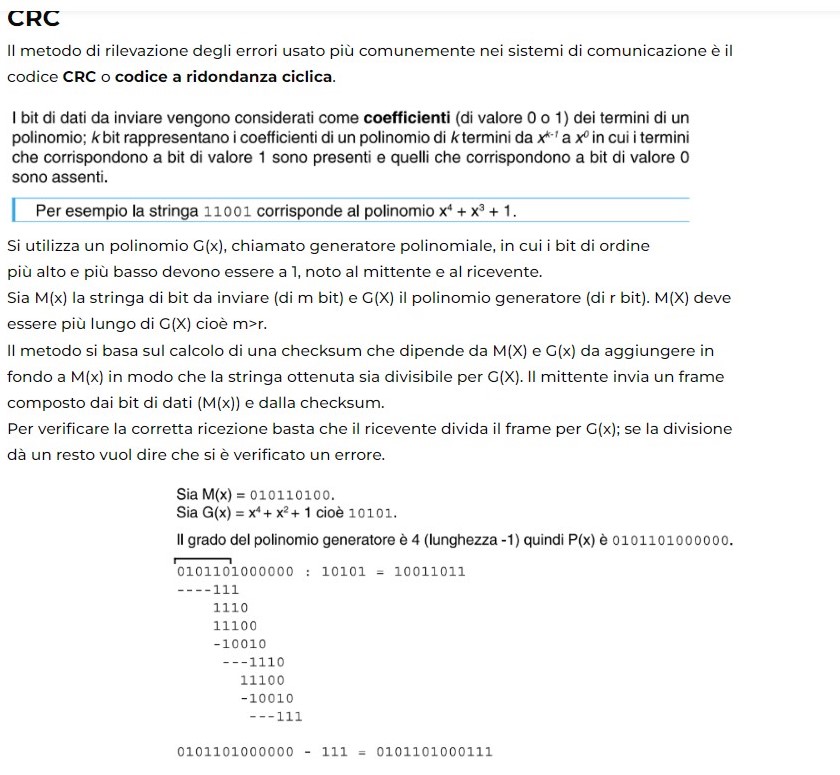 CRC
Il metodo di rilevazione degli errori usato più comunemente nei sistemi di comunicazione è il
codice CRC o codice a ridondanza ciclica.
I bit di dati da inviare vengono considerati come coefficienti (di valore 0 o 1) dei termini di un
polinomio; k bit rappresentano i coefficienti di un polinomio di k termini da xᵏ⁻¹ a x⁰ in cui i termini
che corrispondono a bit di valore 1 sono presenti e quelli che corrispondono a bit di valore 0
sono assenti.
Per esempio la stringa 11001 corrisponde al polinomio x⁴ + x³ + 1.
Si utilizza un polinomio G(x), chiamato generatore polinomiale, in cui i bit di ordine
più alto e più basso devono essere a 1, noto al mittente e al ricevente.
Sia M(x) la stringa di bit da inviare (di m bit) e G(X) il polinomio generatore (di r bit). M(X) deve
essere più lungo di G(X) cioè m>r.
Il metodo si basa sul calcolo di una checksum che dipende da M(X) e G(x) da aggiungere in
fondo a M(x) in modo che la stringa ottenuta sia divisibile per G(X). Il mittente invia un frame
composto dai bit di dati (M(x)) e dalla checksum.
Per verificare la corretta ricezione basta che il ricevente divida il frame per G(x); se la divisione
dà un resto vuol dire che si è verificato un errore.
Sia M(x) = 010110100.
Sia G(x) = x⁴ + x² + 1 cioè 10101.
Il grado del polinomio generatore è 4 (lunghezza -1) quindi P(x) è 0101101000000.
0101101000000 : 10101 = 10011011
----111
1110
11100
-10010
---1110
11100
-10010
---111
0101101000000 - 111 = 0101101000111